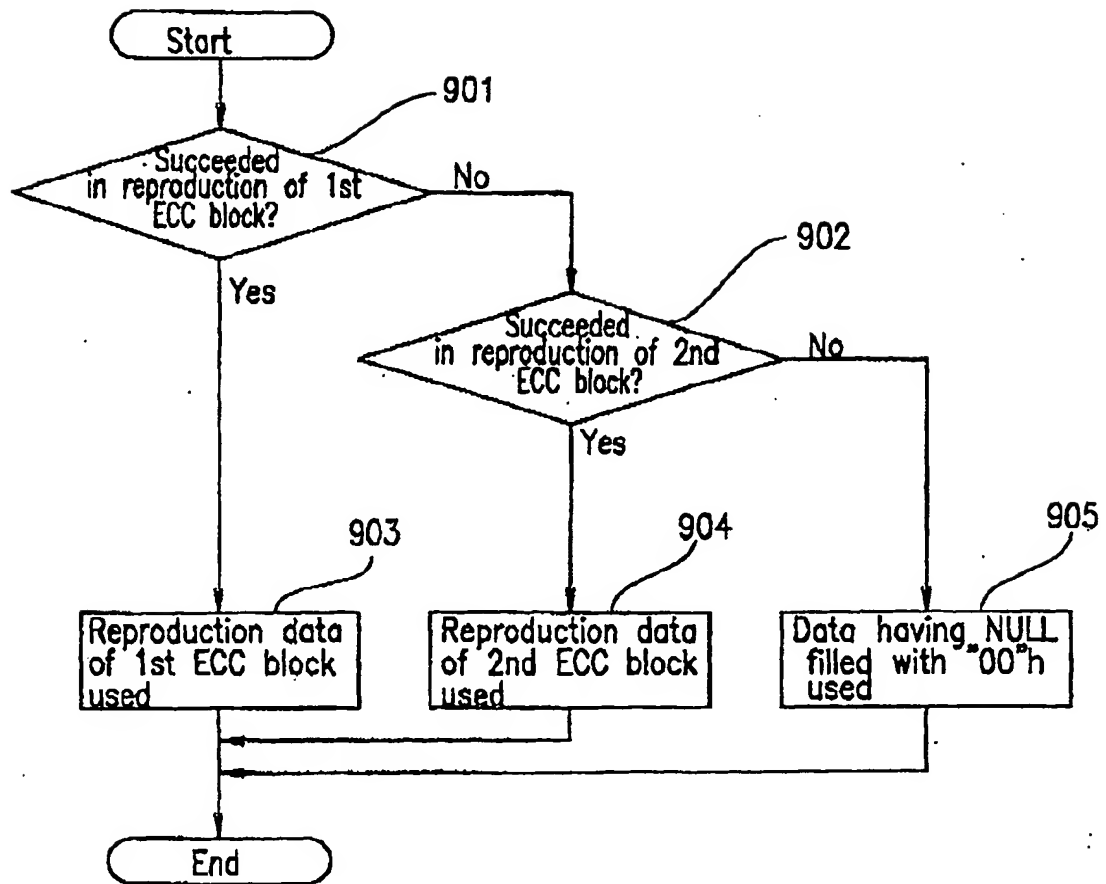 Start
901
Succeeded
in reproduction of 1st
ECC block?
No
902
Yes
Succeeded
in reproduction of 2nd
ECC block?
No
Yes
903
904
905
Reproduction data
of 1st ECC block
used
Reproduction data
of 2nd ECC block
used
Data having NULL
filled with "00"h
used
End